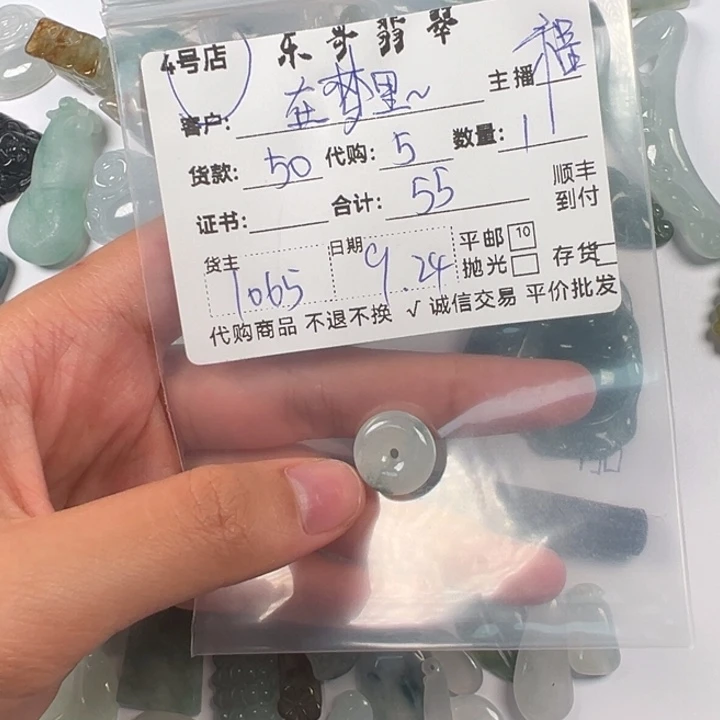 4号店 乐哥翡翠
客户: 在梦里~ 主播
货款: 50 代购: 5 数量: 1
证书: 合计: 55 顺丰到付
货主 1065 日期 9.24 平邮 10 抛光 存货
代购商品 不退不换 √ 诚信交易 平价批发